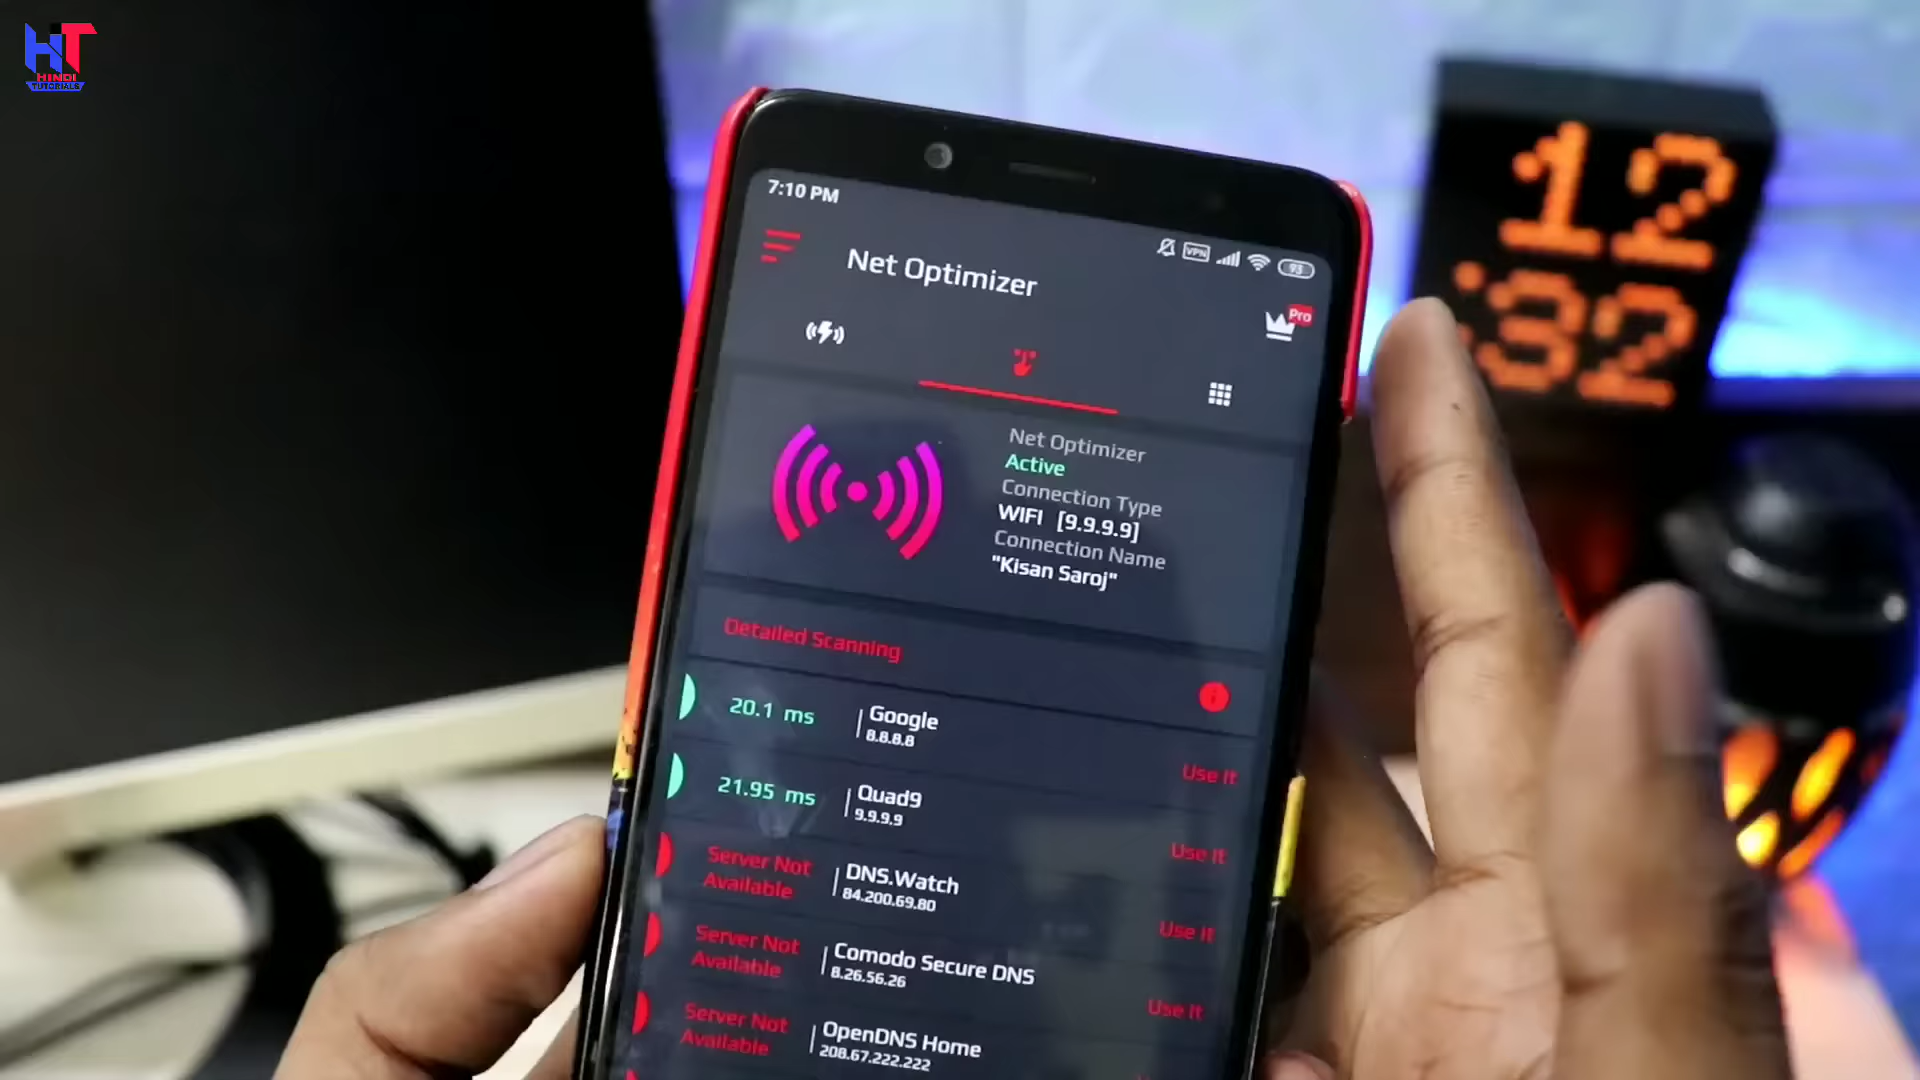 HT
HINDI
TUTORIALS
12
:32
7:10 PM
VPN
93
Net Optimizer
Pro
Net Optimizer
Active
Connection Type
WIFI [9.9.9.9]
Connection Name
"Kisan Saroj"
Detailed Scanning
20.1 ms
Google
8.8.8.8
Use It
21.95 ms
Quad9
9.9.9.9
Use It
Server Not
Available
DNS.Watch
84.200.69.80
Use It
Server Not
Available
Comodo Secure DNS
8.26.56.26
Use It
Server Not
Available
OpenDNS Home
208.67.222.222